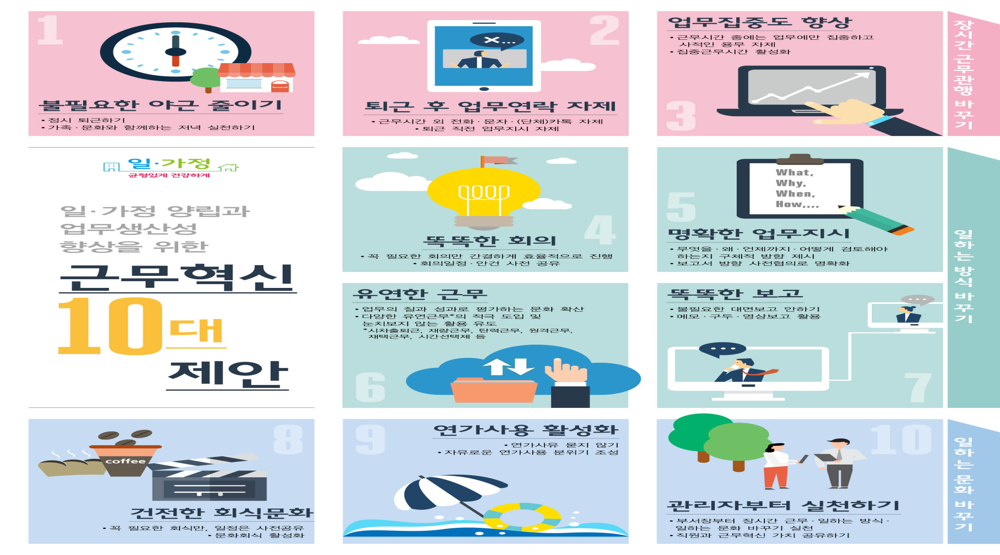 1
불필요한 야근 줄이기
• 정시 퇴근하기
• 가족 · 문화와 함께하는 저녁 실천하기
2
퇴근 후 업무연락 자제
• 근무시간 외 전화 · 문자 · (단체)카톡 자제
• 퇴근 직전 업무지시 자제
업무집중도 향상
• 근무시간 중에는 업무에만 집중하고
사적인 용무 자제
• 집중근무시간 활성화
3
장시간 근무관행 바꾸기
일·가정
균형있게 건강하게
일·가정 양립과
업무생산성
향상을 위한
근무혁신
10대
제안
4
똑똑한 회의
• 꼭 필요한 회의만 간결하게 효율적으로 진행
• 회의일정 · 안건 사전 공유
What,
Why,
When,
How,,,,
5
명확한 업무지시
• 무엇을 · 왜 · 언제까지 · 어떻게 검토해야
하는지 구체적 방향 제시
• 보고서 방향 사전협의로 명확화
유연한 근무
• 업무의 질과 성과로 평가하는 문화 확산
• 다양한 유연근무*의 적극 도입 및
눈치보지 않는 활용 유도
*시차출퇴근, 재량근무, 탄력근무, 원격근무,
재택근무, 시간선택제 등
6
똑똑한 보고
• 불필요한 대면보고 안하기
• 메모 · 구두 · 영상보고 활용
7
일하는 방식 바꾸기
8
coffee
건전한 회식문화
• 꼭 필요한 회식만, 일정은 사전공유
• 문화회식 활성화
9
연가사용 활성화
• 연가사유 묻지 않기
• 자유로운 연가사용 분위기 조성
10
관리자부터 실천하기
• 부서장부터 장시간 근무 · 일하는 방식 ·
일하는 문화 바꾸기 실천
• 직원과 근무혁신 가치 공유하기
일하는 문화 바꾸기